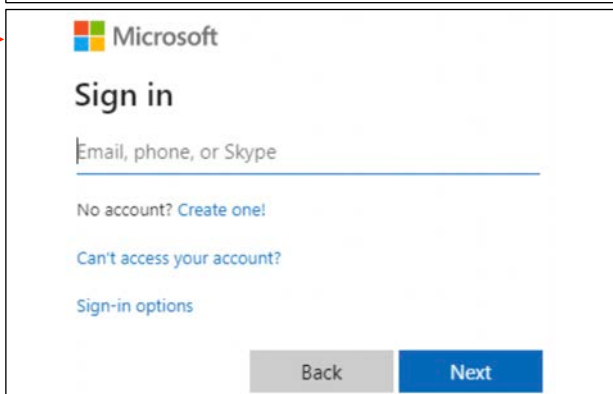 Microsoft
Sign in
Email, phone, or Skype
No account? Create one!
Can't access your account?
Sign-in options
Back Next